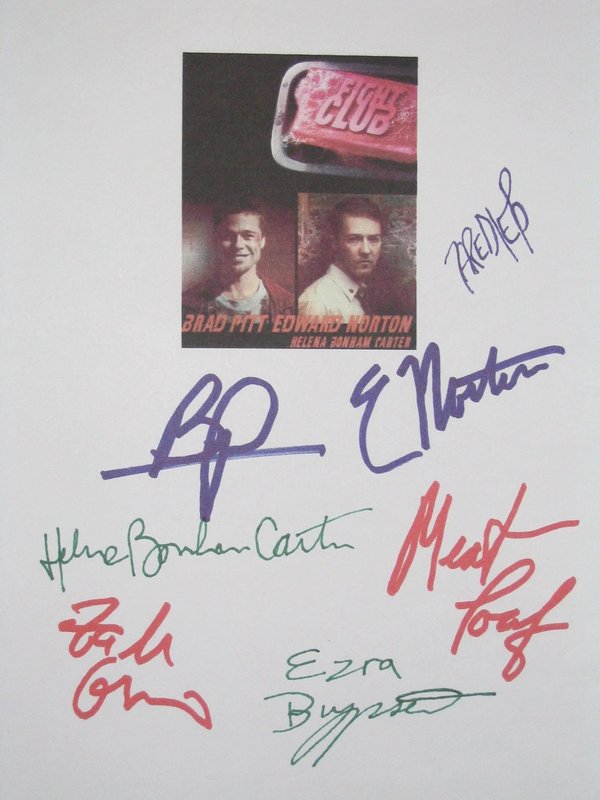 FIGHT
CLUB
BRAD PITT EDWARD NORTON
HELENA BONHAM CARTER
E Norton
Helena Bonham Carter
Meat
Loaf
Ezra